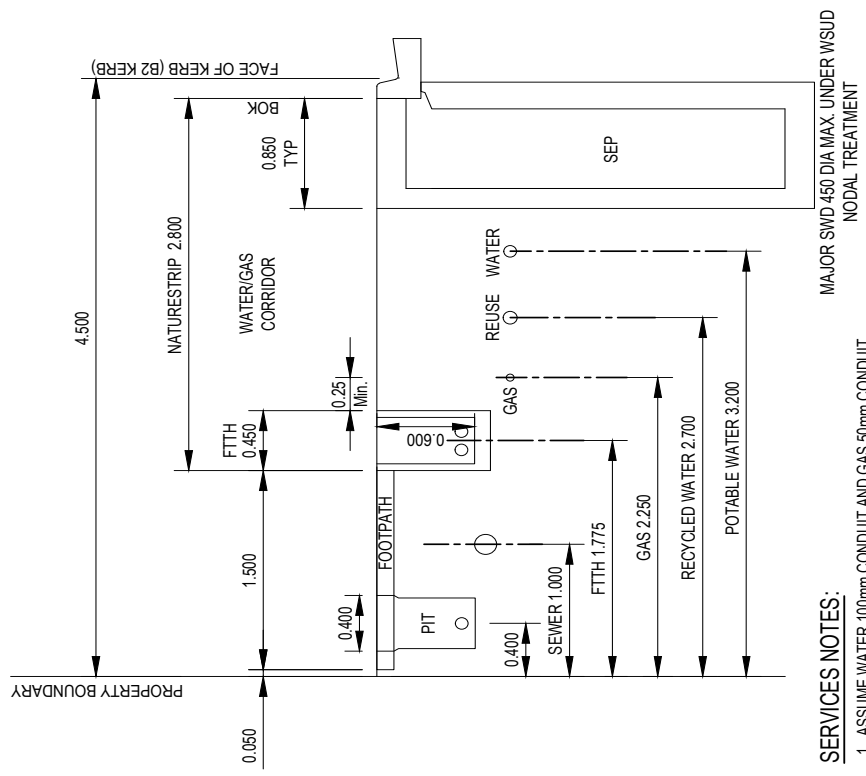 PROPERTY BOUNDARY
FACE OF KERB (B2 KERB)
4.500
NATURESTRIP 2.800
BOK
0.850
TYP
WATER/GAS
CORRIDOR
0.25
Min.
FTTH
0.450
1.500
0.050
0.400
0.600
FOOTPATH
PIT
SEP
GAS
REUSE
WATER
0.400
SEWER 1.000
FTTH 1.775
GAS 2.250
RECYCLED WATER 2.700
POTABLE WATER 3.200
MAJOR SWD 450 DIA MAX. UNDER WSUD
NODAL TREATMENT
SERVICES NOTES:
1. ASSUME WATER 100mm CONDUIT AND GAS 50mm CONDUIT